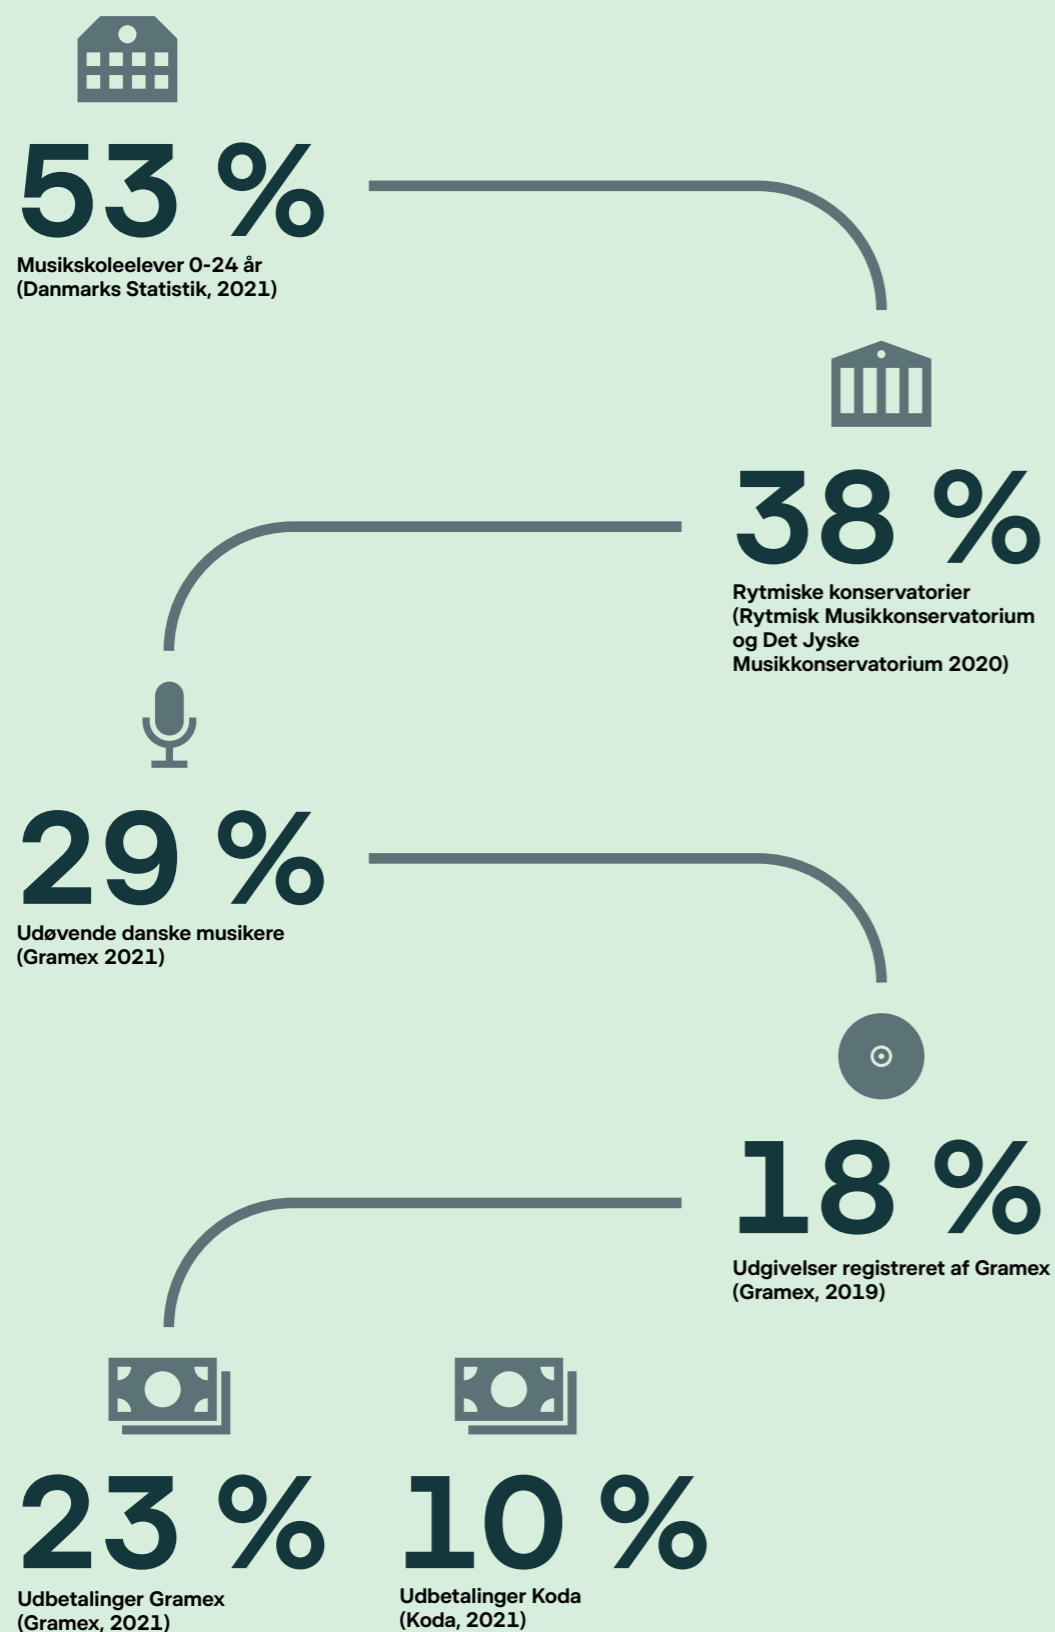 53 %
Musikskoleelever 0-24 år
(Danmarks Statistik, 2021)
38 %
Rytmiske konservatorier
(Rytmisk Musikkonservatorium
og Det Jyske
Musikkonservatorium 2020)
29 %
Udøvende danske musikere
(Gramex 2021)
18 %
Udgivelser registreret af Gramex
(Gramex, 2019)
23 %
Udbetalinger Gramex
(Gramex, 2021)
10 %
Udbetalinger Koda
(Koda, 2021)